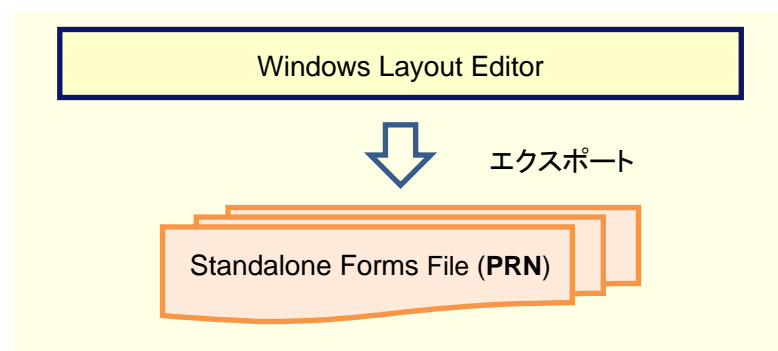 Windows Layout Editor
エクスポート
Standalone Forms File (PRN)